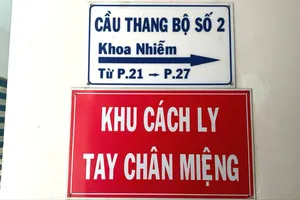 CẦU THANG BỘ SỐ 2
Khoa Nhiễm
Từ P.21 → P.27
KHU CÁCH LY
TAY CHÂN MIỆNG